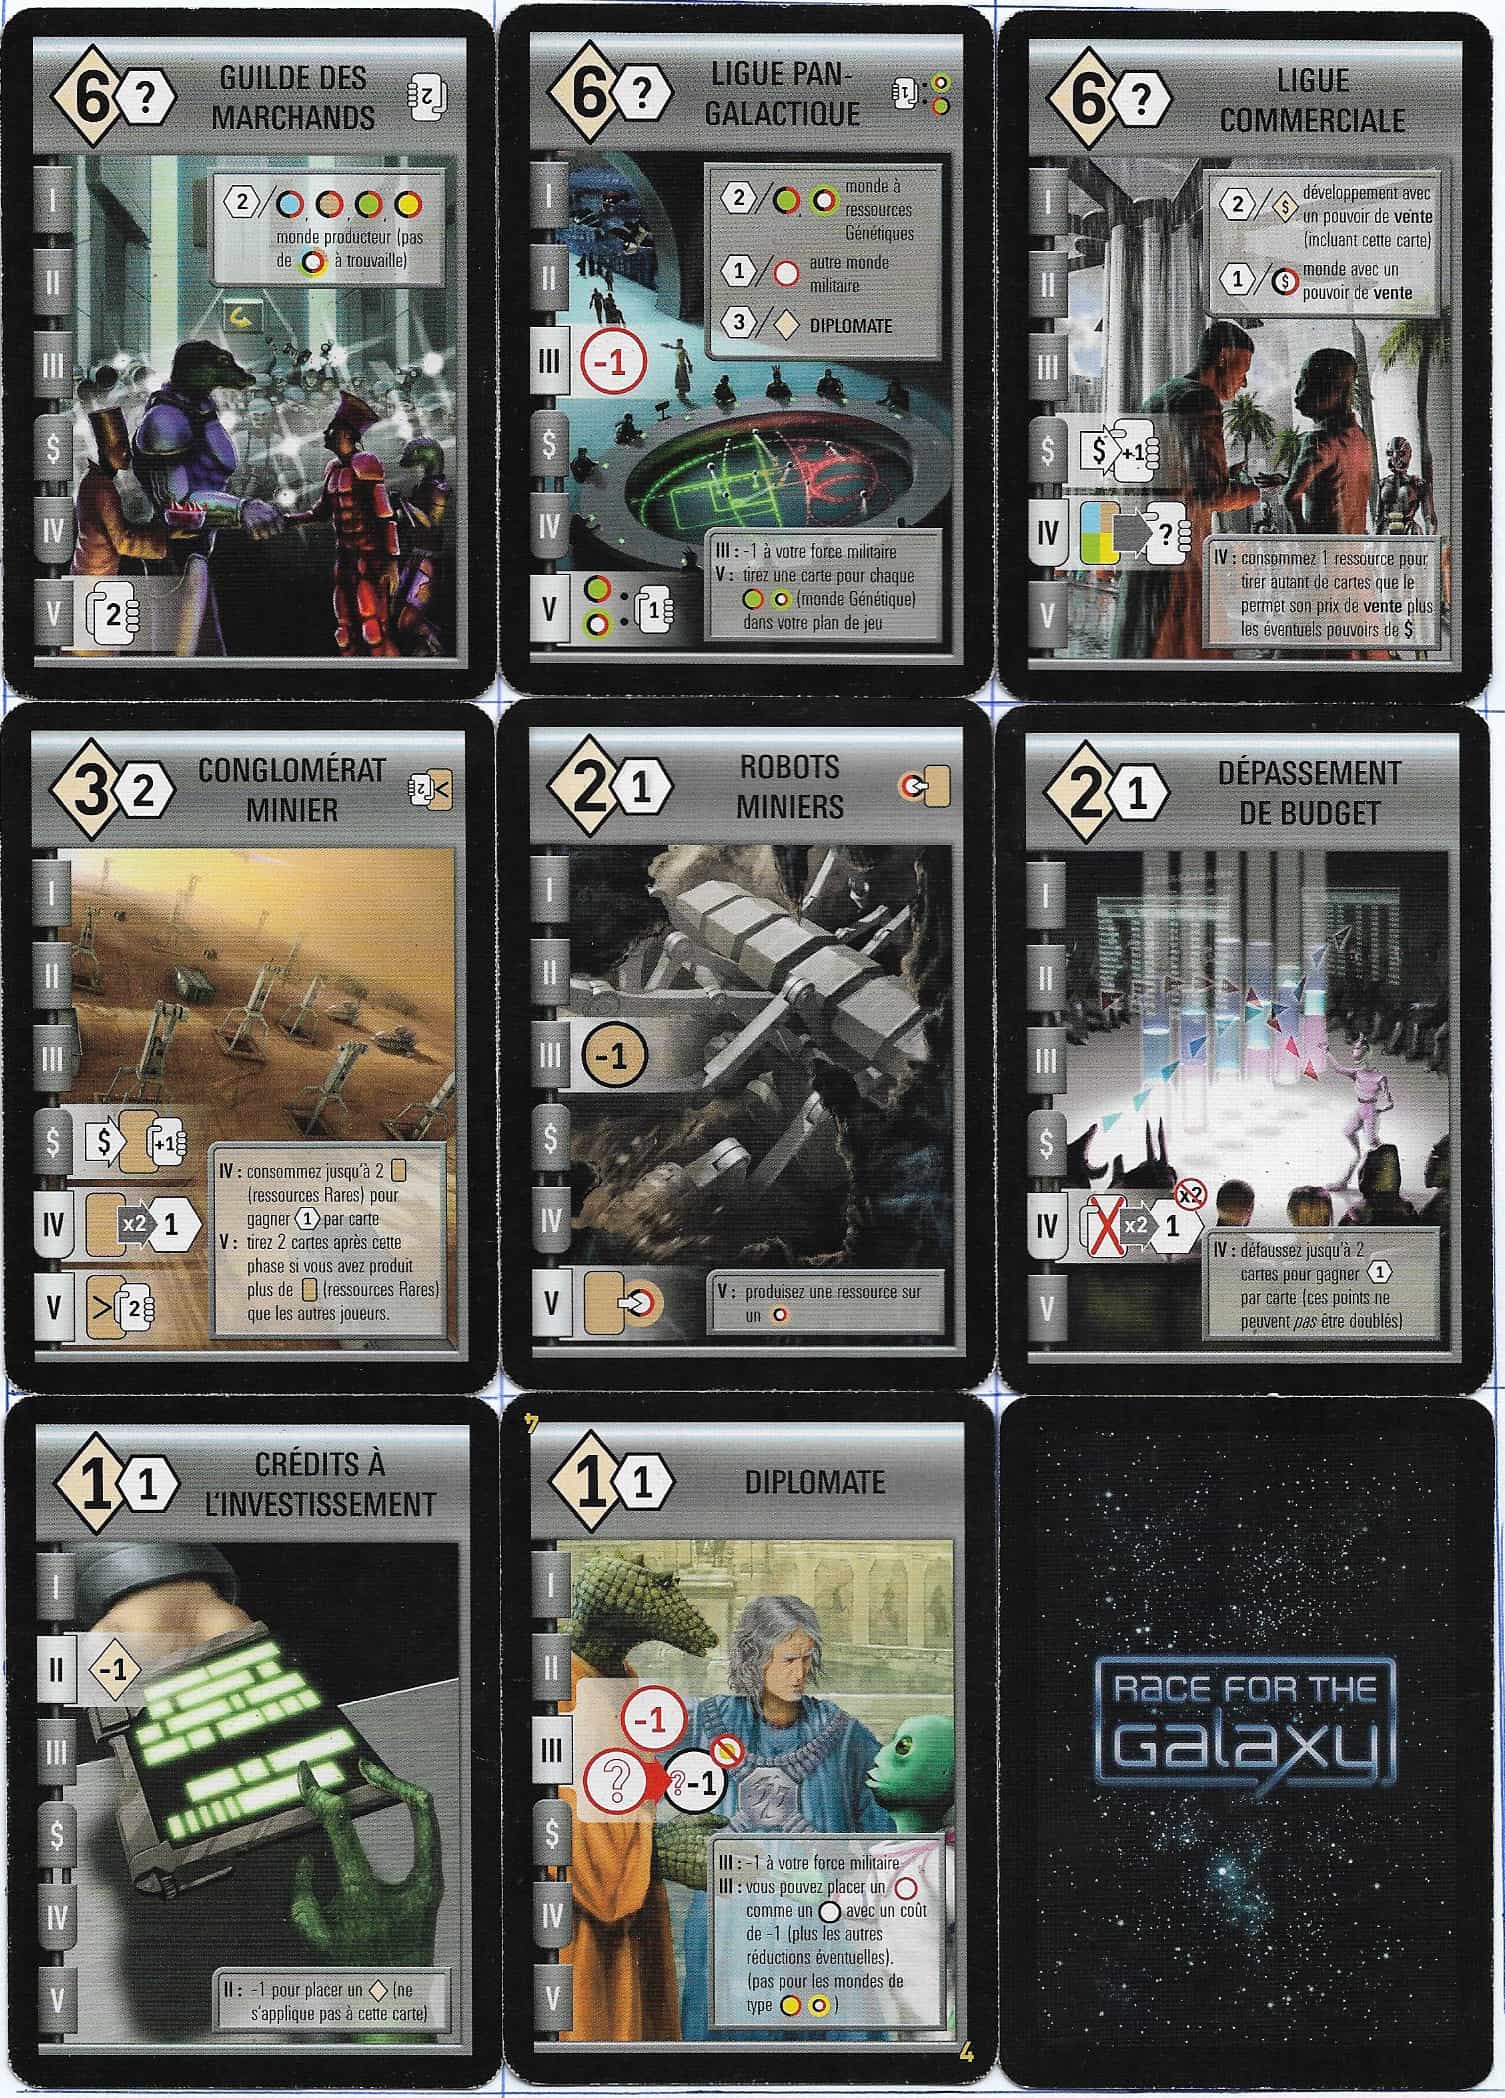 6 ? GUILDE DES
MARCHANDS
2
I
II
III
$
IV
V
2 /
monde producteur (pas
de à trouvaille)
2
6 ? LIGUE PAN-
GALACTIQUE
1
I
II
III
$
IV
V
2 / monde à
ressources
Génétiques
1 / autre monde
militaire
3 / DIPLOMATE
-1
: 1
III : -1 à votre force militaire
V : tirez une carte pour chaque
(monde Génétique)
dans votre plan de jeu
6 ? LIGUE
COMMERCIALE
I
II
III
$
IV
V
2 / $ développement avec
un pouvoir de vente
(incluant cette carte)
1 / $ monde avec un
pouvoir de vente
$ +1
?
IV : consommez 1 ressource pour
tirer autant de cartes que le
permet son prix de vente plus
les éventuels pouvoirs de $
3 2 CONGLOMÉRAT
MINIER
2 <
I
II
III
$
IV
V
$ +1
x2 1
> 2
IV : consommez jusqu'à 2
(ressources Rares) pour
gagner 1 par carte
V : tirez 2 cartes après cette
phase si vous avez produit
plus de (ressources Rares)
que les autres joueurs.
2 1 ROBOTS
MINIERS
I
II
III
$
IV
V
-1
V : produisez une ressource sur
un
2 1 DÉPASSEMENT
DE BUDGET
I
II
III
$
IV
V
x2 1 x2
IV : défaussez jusqu'à 2
cartes pour gagner 1
par carte (ces points ne
peuvent pas être doublés)
1 1 CRÉDITS À
L'INVESTISSEMENT
I
II
III
$
IV
V
-1
II : -1 pour placer un (ne
s'applique pas à cette carte)
4
1 1 DIPLOMATE
I
II
III
$
IV
V
-1
? ?-1
III : -1 à votre force militaire
III : vous pouvez placer un
comme un avec un coût
de -1 (plus les autres
réductions éventuelles).
(pas pour les mondes de
type )
4
RACE FOR THE
GALAXY